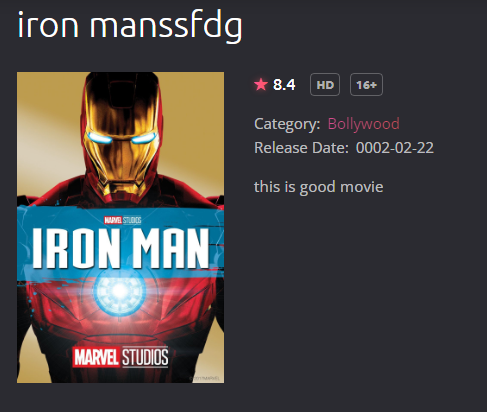 iron manssfdg
8.4 HD 16+
Category: Bollywood
Release Date: 0002-02-22
this is good movie
MARVEL STUDIOS
IRON MAN
MARVEL STUDIOS